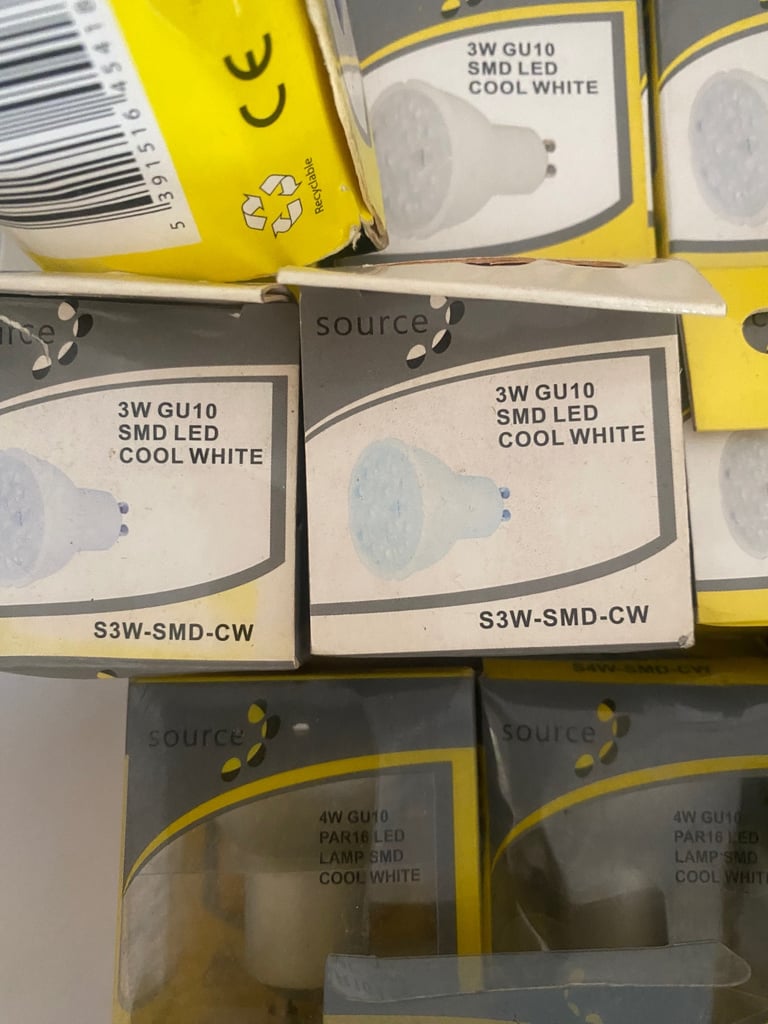 5 391516 45418
CE
Recyclable
3W GU10
SMD LED
COOL WHITE
source
3W GU10
SMD LED
COOL WHITE
S3W-SMD-CW
source
3W GU10
SMD LED
COOL WHITE
S3W-SMD-CW
S4W-SMD-CW
source
4W GU10
PAR16 LED
LAMP SMD
COOL WHITE
source
4W GU10
PAR16 LED
LAMP SMD
COOL WHIT